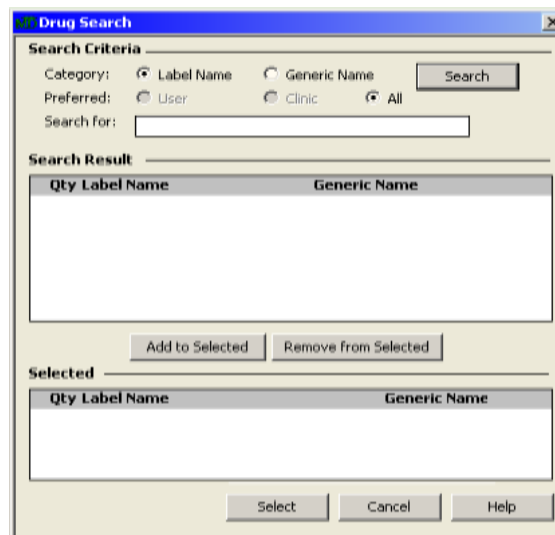 Drug Search
Search Criteria
Category: Label Name Generic Name Search
Preferred: User Clinic All
Search for:
Search Result
Qty Label Name Generic Name
Add to Selected Remove from Selected
Selected
Qty Label Name Generic Name
Select Cancel Help